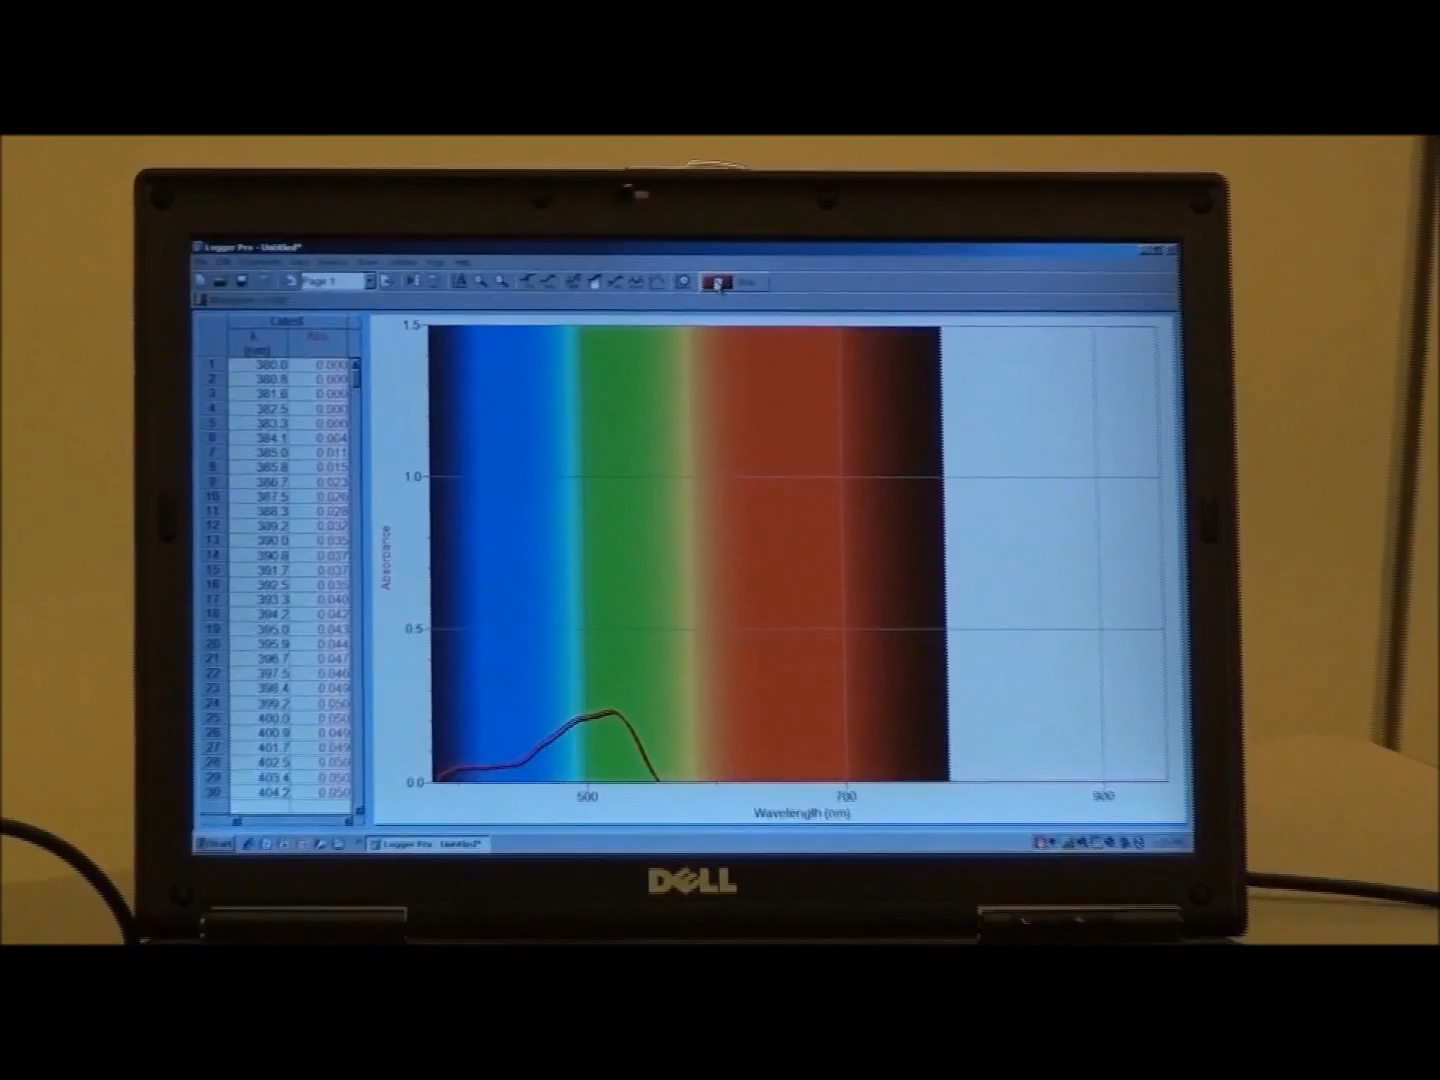 Logger Pro - Untitled*
Page 1
Latest
λ Abs.
(nm)
1 380.0 0.000
2 380.8 0.000
3 381.6 0.000
4 382.5 0.000
5 383.3 0.000
6 384.1 0.004
7 385.0 0.011
8 385.8 0.015
9 386.7 0.023
10 387.5 0.026
11 388.3 0.028
12 389.2 0.032
13 390.0 0.035
14 390.8 0.037
15 391.7 0.037
16 392.5 0.035
17 393.3 0.040
18 394.2 0.042
19 395.0 0.043
20 395.9 0.044
21 396.7 0.047
22 397.5 0.046
23 398.4 0.049
24 399.2 0.050
25 400.0 0.050
26 400.9 0.049
27 401.7 0.049
28 402.5 0.050
29 403.4 0.050
30 404.2 0.050
1.5
1.0
Absorbance
0.5
0.0
500 700 900
Wavelength (nm)
Start
Logger Pro - Untitled*
DELL